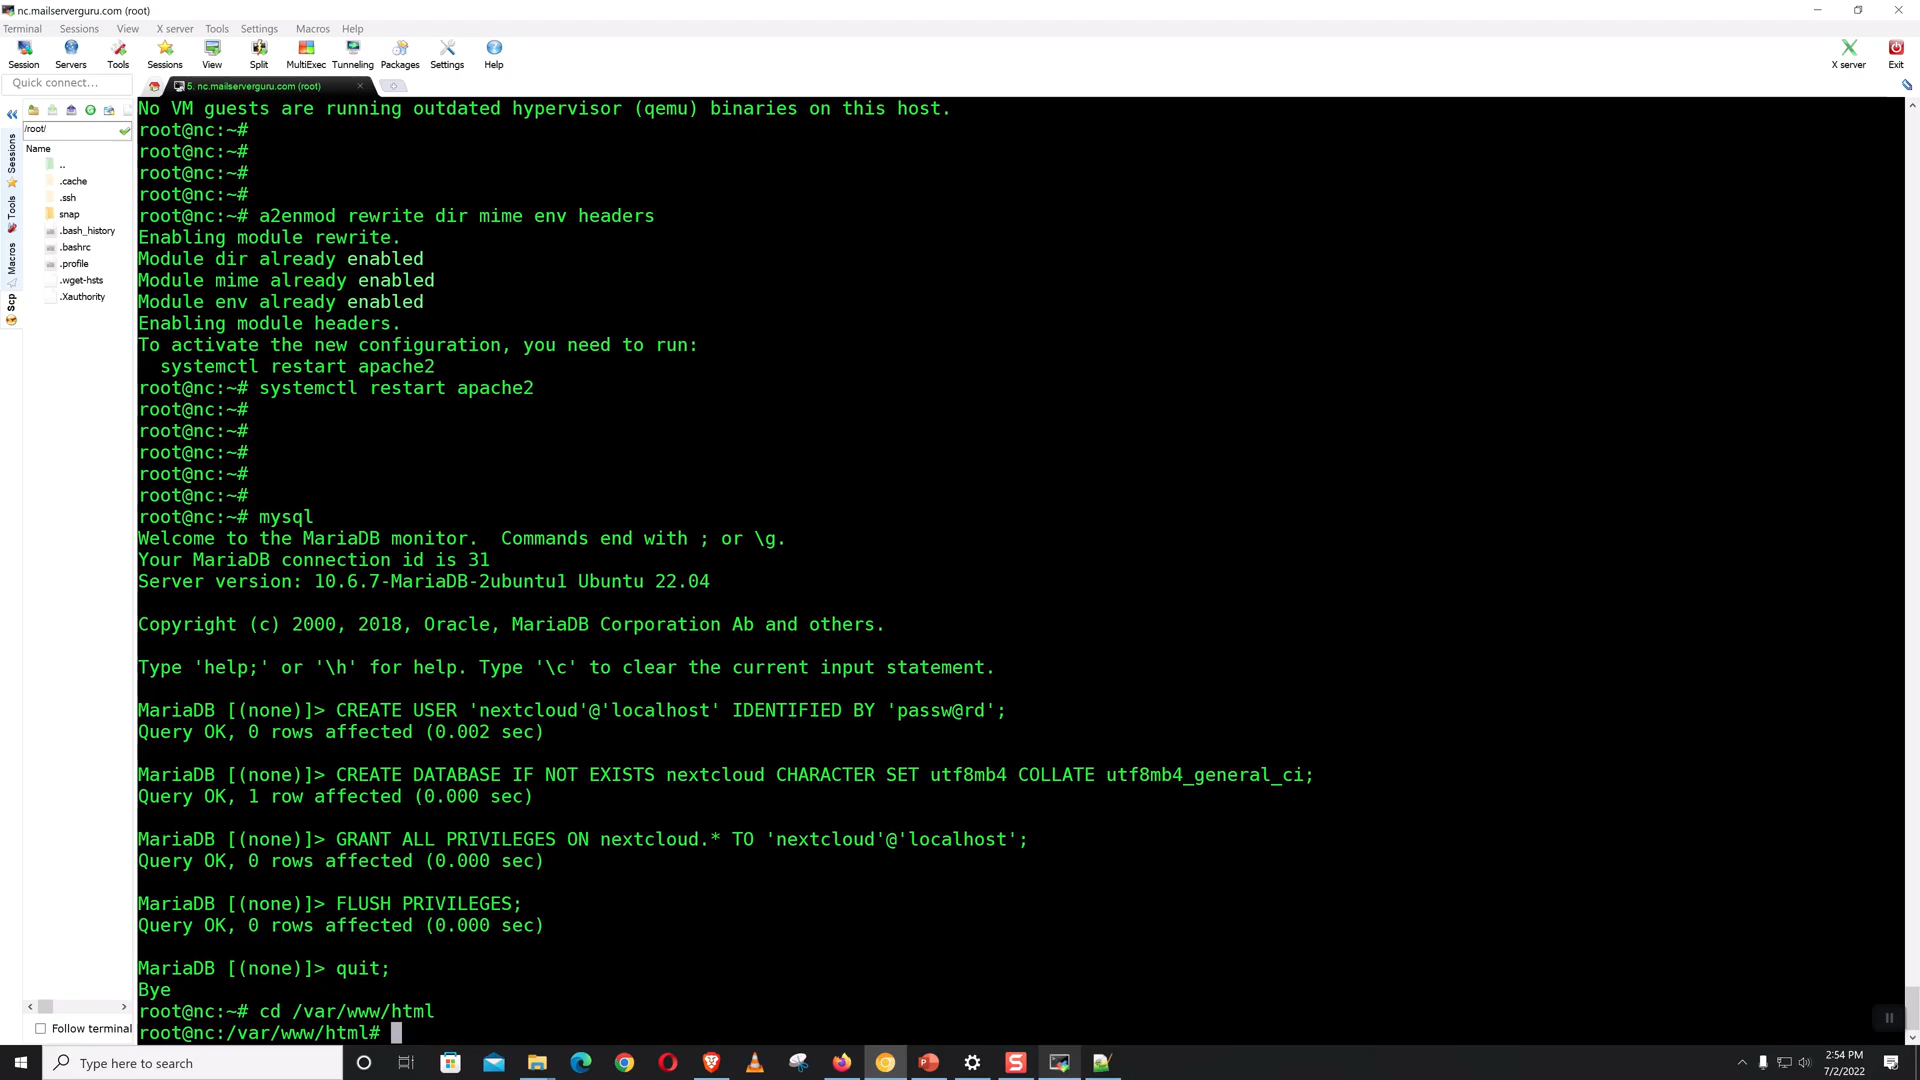 nc.mailserverguru.com (root)
Terminal Sessions View X server Tools Settings Macros Help
Session Servers Tools Sessions View Split MultiExec Tunneling Packages Settings Help X server Exit
Quick connect...
5. nc.mailserverguru.com (root)
/root/
Name
..
.cache
.ssh
snap
.bash_history
.bashrc
.profile
.wget-hsts
.Xauthority
Sessions
Tools
Macros
Scp
Follow terminal
No VM guests are running outdated hypervisor (qemu) binaries on this host.
root@nc:~#
root@nc:~#
root@nc:~#
root@nc:~#
root@nc:~# a2enmod rewrite dir mime env headers
Enabling module rewrite.
Module dir already enabled
Module mime already enabled
Module env already enabled
Enabling module headers.
To activate the new configuration, you need to run:
  systemctl restart apache2
root@nc:~# systemctl restart apache2
root@nc:~#
root@nc:~#
root@nc:~#
root@nc:~#
root@nc:~#
root@nc:~# mysql
Welcome to the MariaDB monitor.  Commands end with ; or \g.
Your MariaDB connection id is 31
Server version: 10.6.7-MariaDB-2ubuntu1 Ubuntu 22.04
Copyright (c) 2000, 2018, Oracle, MariaDB Corporation Ab and others.
Type 'help;' or '\h' for help. Type '\c' to clear the current input statement.
MariaDB [(none)]> CREATE USER 'nextcloud'@'localhost' IDENTIFIED BY 'passw@rd';
Query OK, 0 rows affected (0.002 sec)
MariaDB [(none)]> CREATE DATABASE IF NOT EXISTS nextcloud CHARACTER SET utf8mb4 COLLATE utf8mb4_general_ci;
Query OK, 1 row affected (0.000 sec)
MariaDB [(none)]> GRANT ALL PRIVILEGES ON nextcloud.* TO 'nextcloud'@'localhost';
Query OK, 0 rows affected (0.000 sec)
MariaDB [(none)]> FLUSH PRIVILEGES;
Query OK, 0 rows affected (0.000 sec)
MariaDB [(none)]> quit;
Bye
root@nc:~# cd /var/www/html
root@nc:/var/www/html#
Type here to search
2:54 PM
7/2/2022